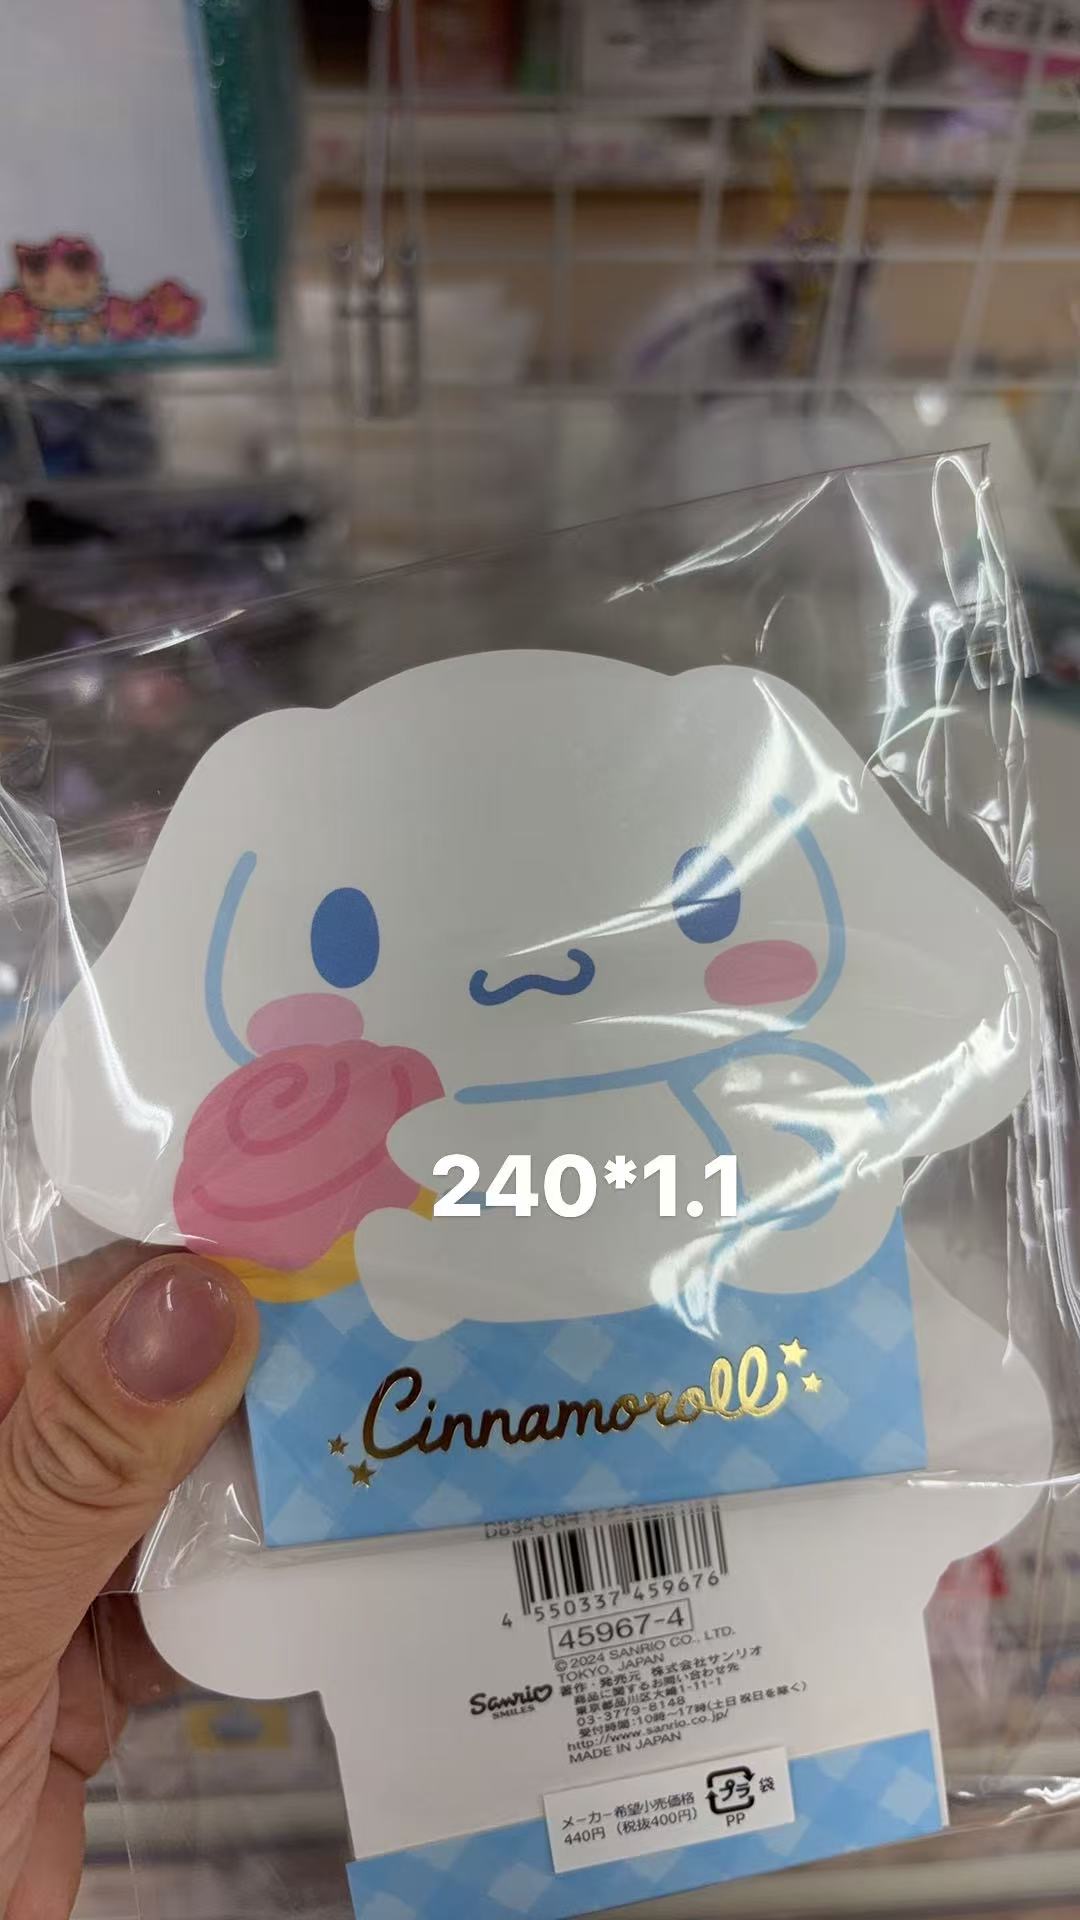 240*1.1
Cinnamoroll
4 550337 459676
45967-4
©2024 SANRIO CO., LTD.
TOKYO, JAPAN
Sanrio
SMILES
著作・発売元 株式会社サンリオ
商品に関するお問い合わせ先
東京都品川区大崎1-11-1
03-3779-8148
受付時間:10時〜17時(土日祝日を除く)
http://www.sanrio.co.jp/
MADE IN JAPAN
メーカー希望小売価格
440円 (税抜400円)
プラ 袋
PP